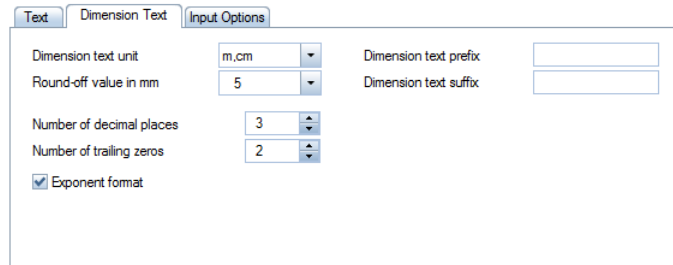 Text Dimension Text Input Options
Dimension text unit m,cm Dimension text prefix
Round-off value in mm 5 Dimension text suffix
Number of decimal places 3
Number of trailing zeros 2
Exponent format